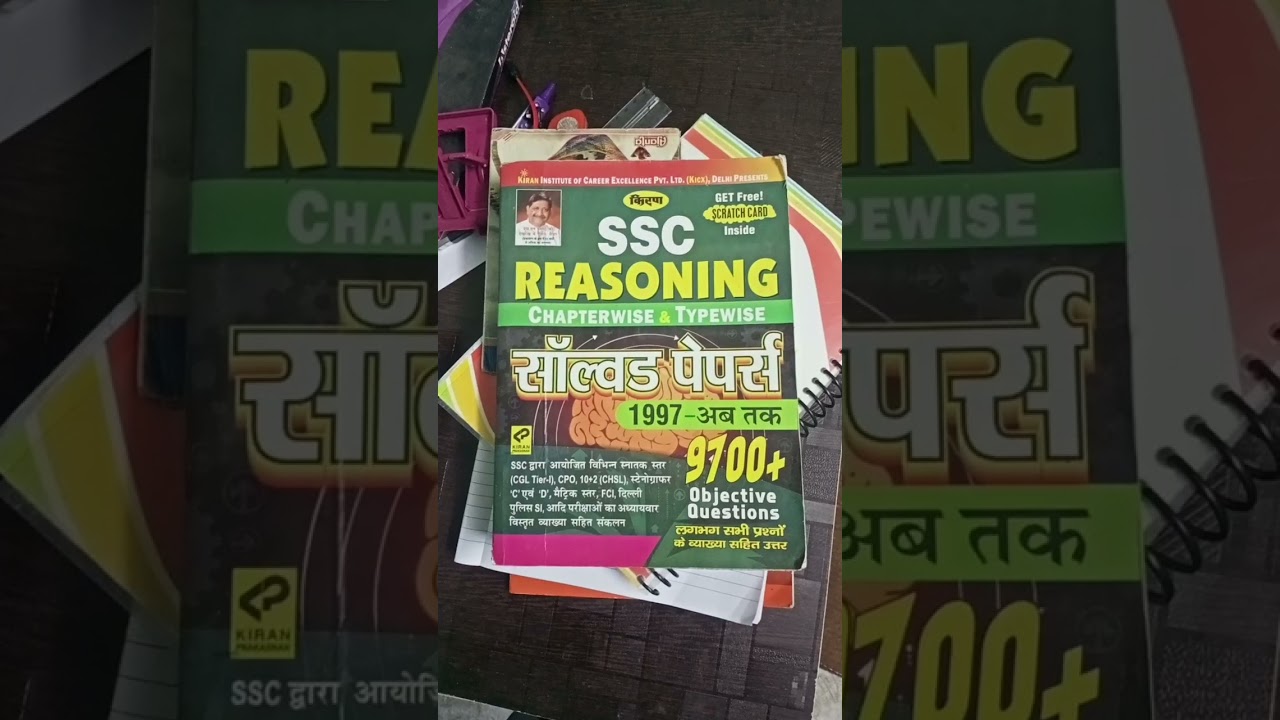 KIRAN INSTITUTE OF CAREER EXCELLENCE PVT. LTD. (KICX), DELHI PRESENTS
किरण
GET Free!
SCRATCH CARD
Inside
SSC
REASONING
CHAPTERWISE & TYPEWISE
सॉल्वड पेपर्स
1997-अब तक
9700+
Objective
Questions
KIRAN
PRAKASHAN
SSC द्वारा आयोजित विभिन्न स्नातक स्तर
(CGL Tier-I), CPO, 10+2 (CHSL), स्टेनोग्राफर
'C' एवं 'D', मैट्रिक स्तर, FCI, दिल्ली
पुलिस SI, आदि परीक्षाओं का अध्यायवार
विस्तृत व्याख्या सहित संकलन
लगभग सभी प्रश्नों
के व्याख्या सहित उत्तर